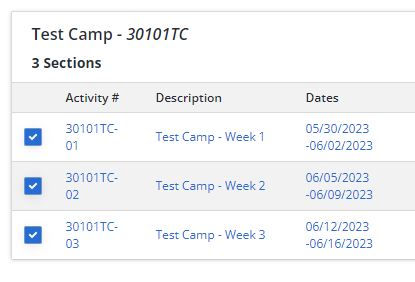 Test Camp - 30101TC
3 Sections
Activity # Description Dates
30101TC- Test Camp - Week 1 05/30/2023
01 -06/02/2023
30101TC- Test Camp - Week 2 06/05/2023
02 -06/09/2023
30101TC- Test Camp - Week 3 06/12/2023
03 -06/16/2023